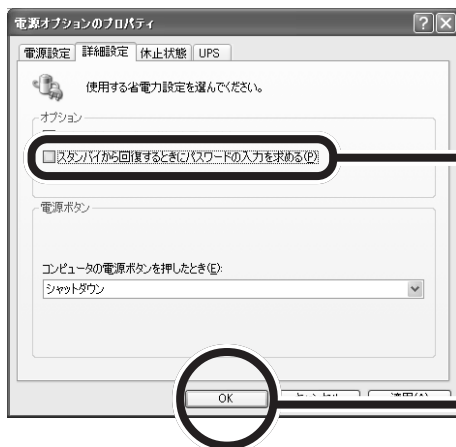 電源オプションのプロパティ
電源設定 詳細設定 休止状態 UPS
使用する省電力設定を選んでください。
オプション
スタンバイから回復するときにパスワードの入力を求める(P)
電源ボタン
コンピュータの電源ボタンを押したとき(E):
シャットダウン
OK